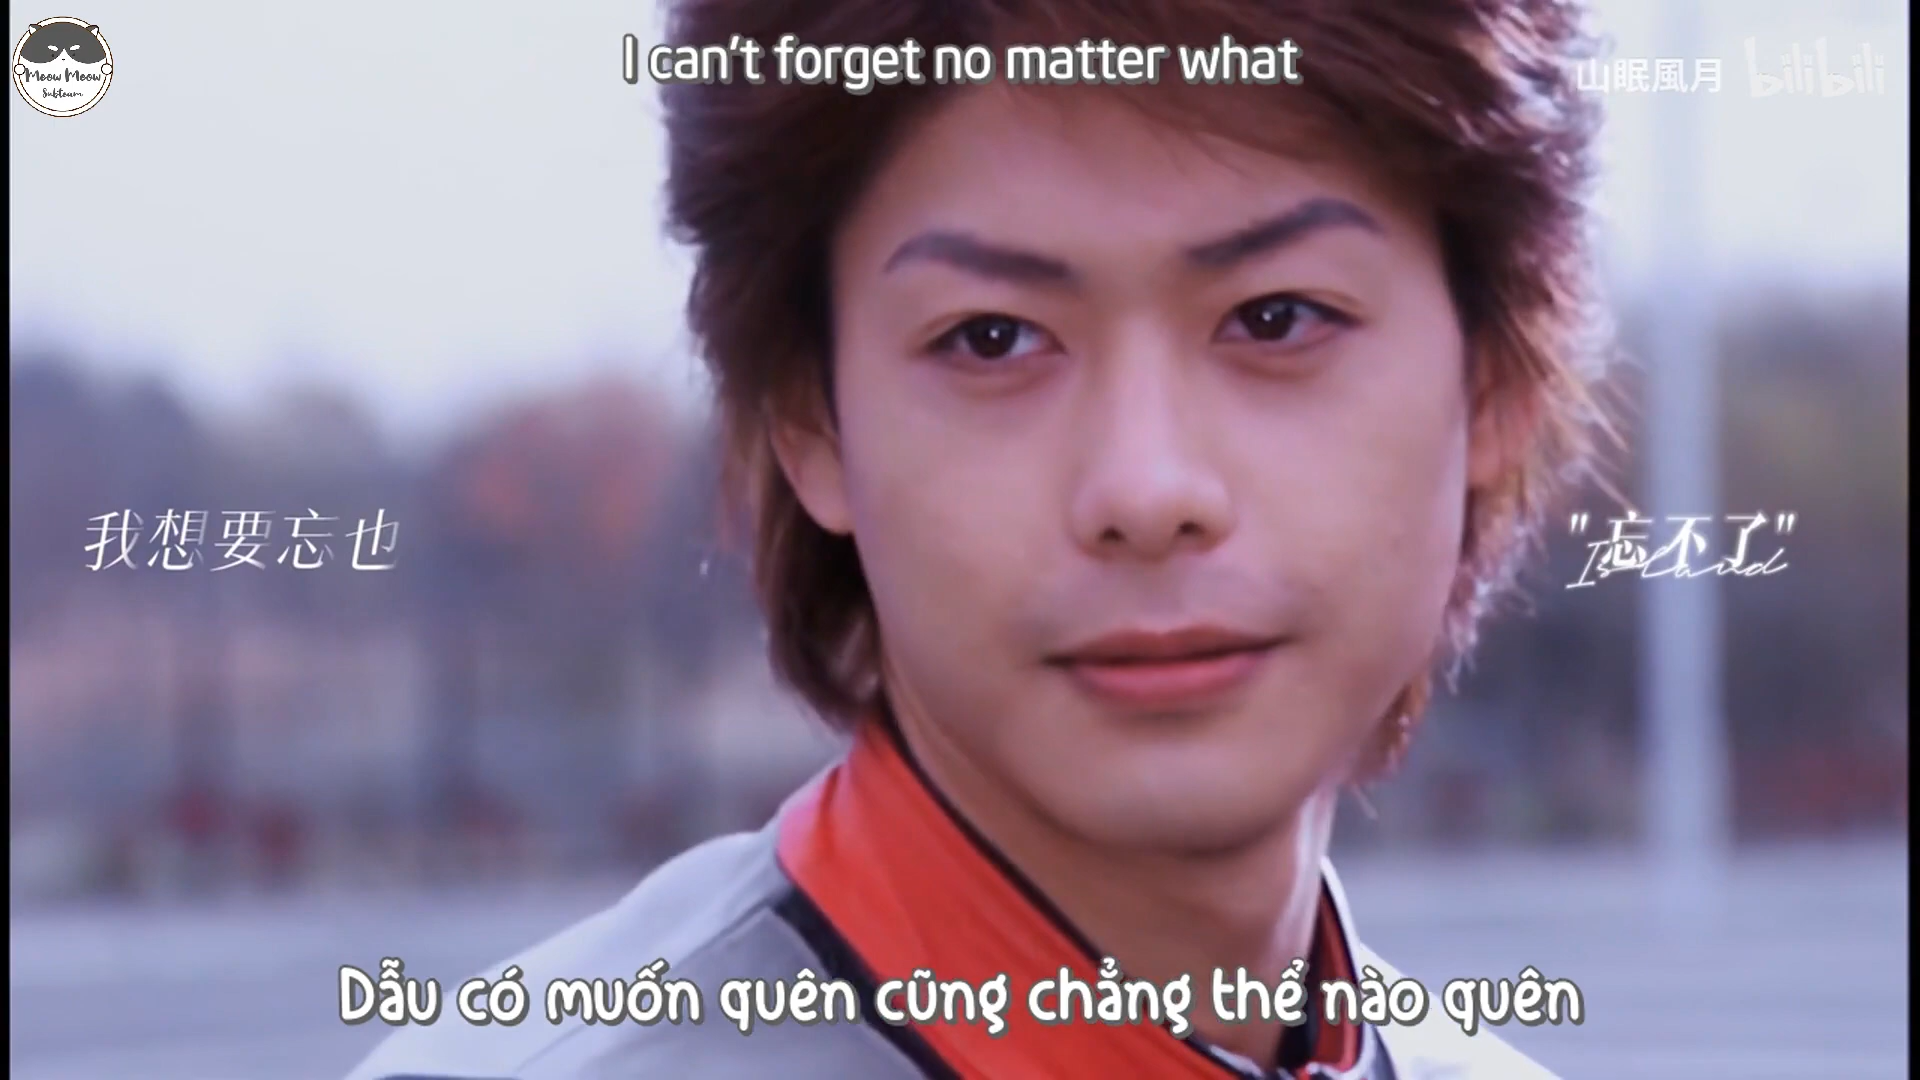 I can't forget no matter what
Meow Meow
Subteam
山眠風月 bilibili
我想要忘也
"忘不了"
Island
Dẫu có muốn quên cũng chẳng thể nào quên